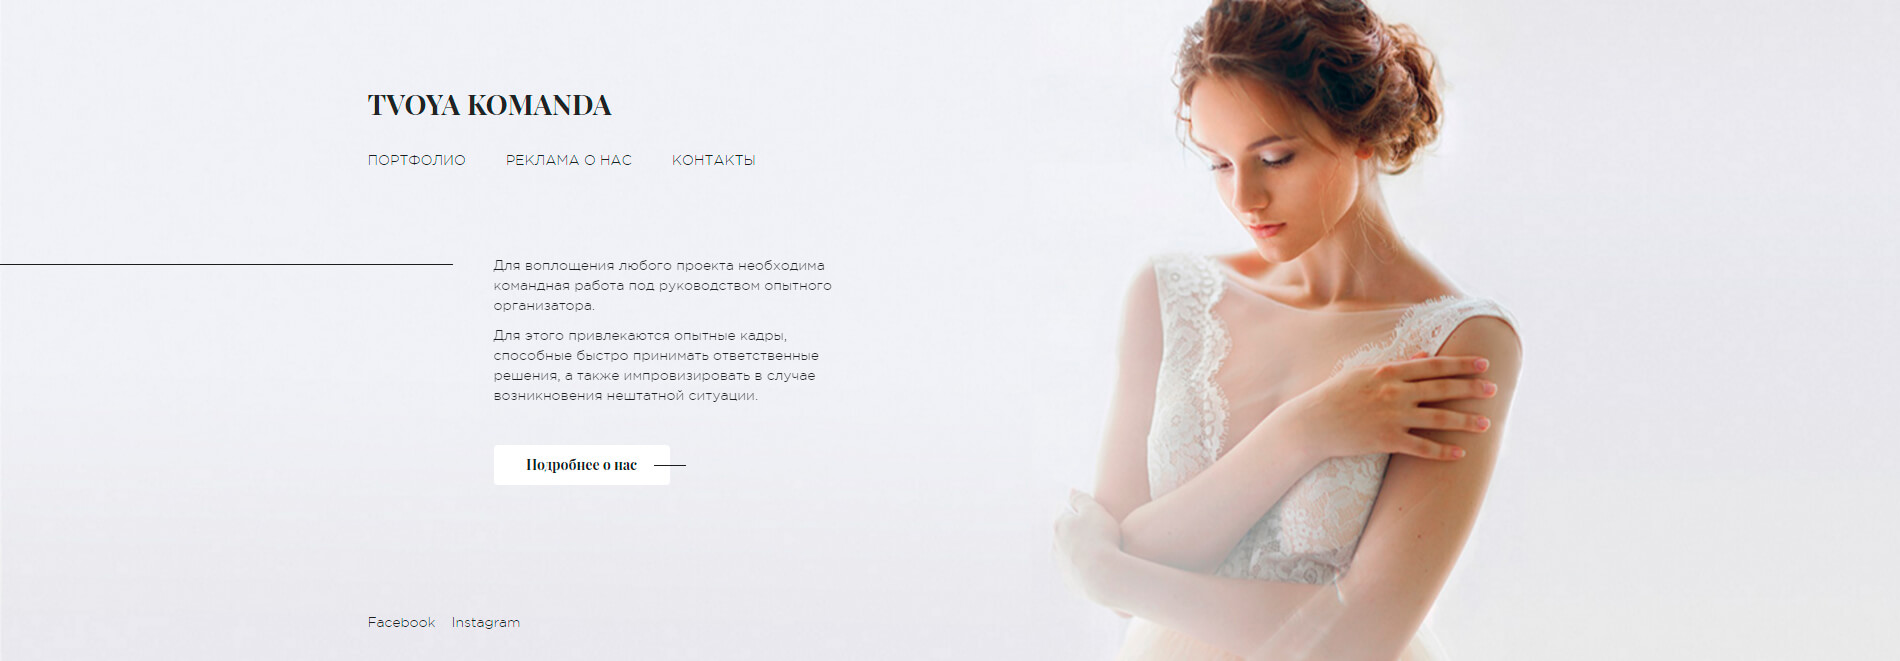 TVOYA KOMANDA
ПОРТФОЛИО РЕКЛАМА О НАС КОНТАКТЫ
Для воплощения любого проекта необходима
командная работа под руководством опытного
организатора.
Для этого привлекаются опытные кадры,
способные быстро принимать ответственные
решения, а также импровизировать в случае
возникновения нештатной ситуации.
Подробнее о нас
Facebook Instagram